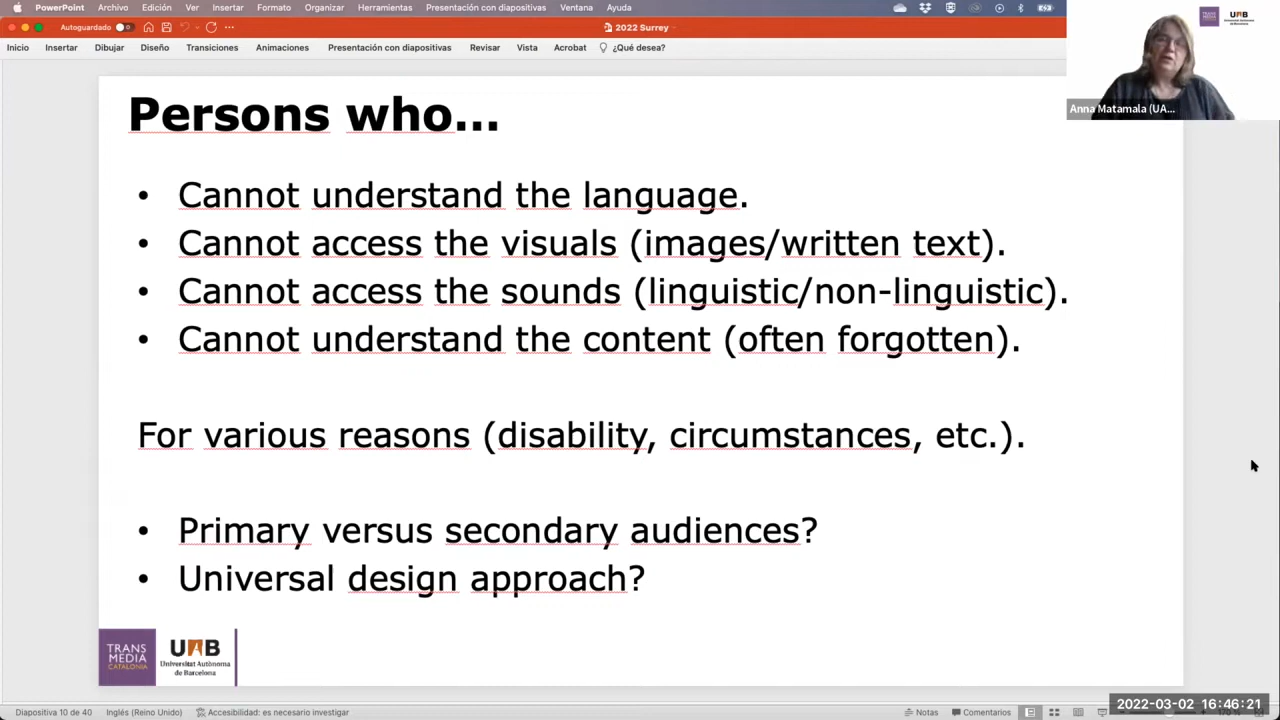 PowerPoint Archivo Edición Ver Insertar Formato Organizar Herramientas Presentación con diapositivas Ventana Ayuda
Autoguardado 2022 Surrey
Inicio Insertar Dibujar Diseño Transiciones Animaciones Presentación con diapositivas Revisar Vista Acrobat ¿Qué desea?
Anna Matamala (UA...
Persons who...
• Cannot understand the language.
• Cannot access the visuals (images/written text).
• Cannot access the sounds (linguistic/non-linguistic).
• Cannot understand the content (often forgotten).
For various reasons (disability, circumstances, etc.).
• Primary versus secondary audiences?
• Universal design approach?
TRANS
MEDIA
CATALONIA
UAB
Universitat Autònoma
de Barcelona
Diapositiva 10 de 40 Inglés (Reino Unido) Accesibilidad: es necesario investigar Notas Comentarios
2022-03-02 16:46:21